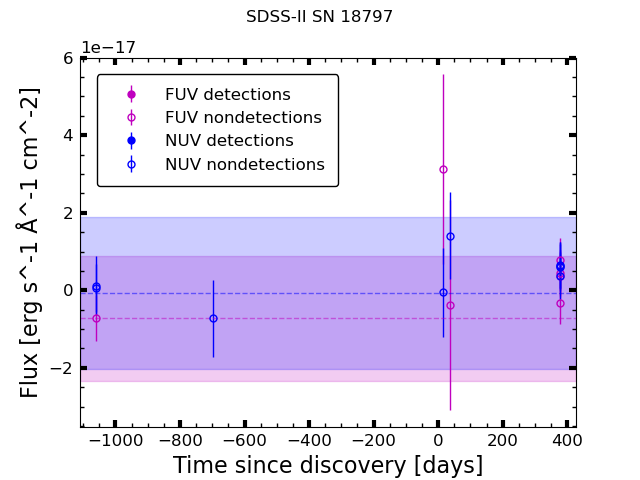 SDSS-II SN 18797
1e−17
6
4
2
0
−2
FUV detections
FUV nondetections
NUV detections
NUV nondetections
Flux [erg s^-1 Å^-1 cm^-2]
−1000 −800 −600 −400 −200 0 200 400
Time since discovery [days]